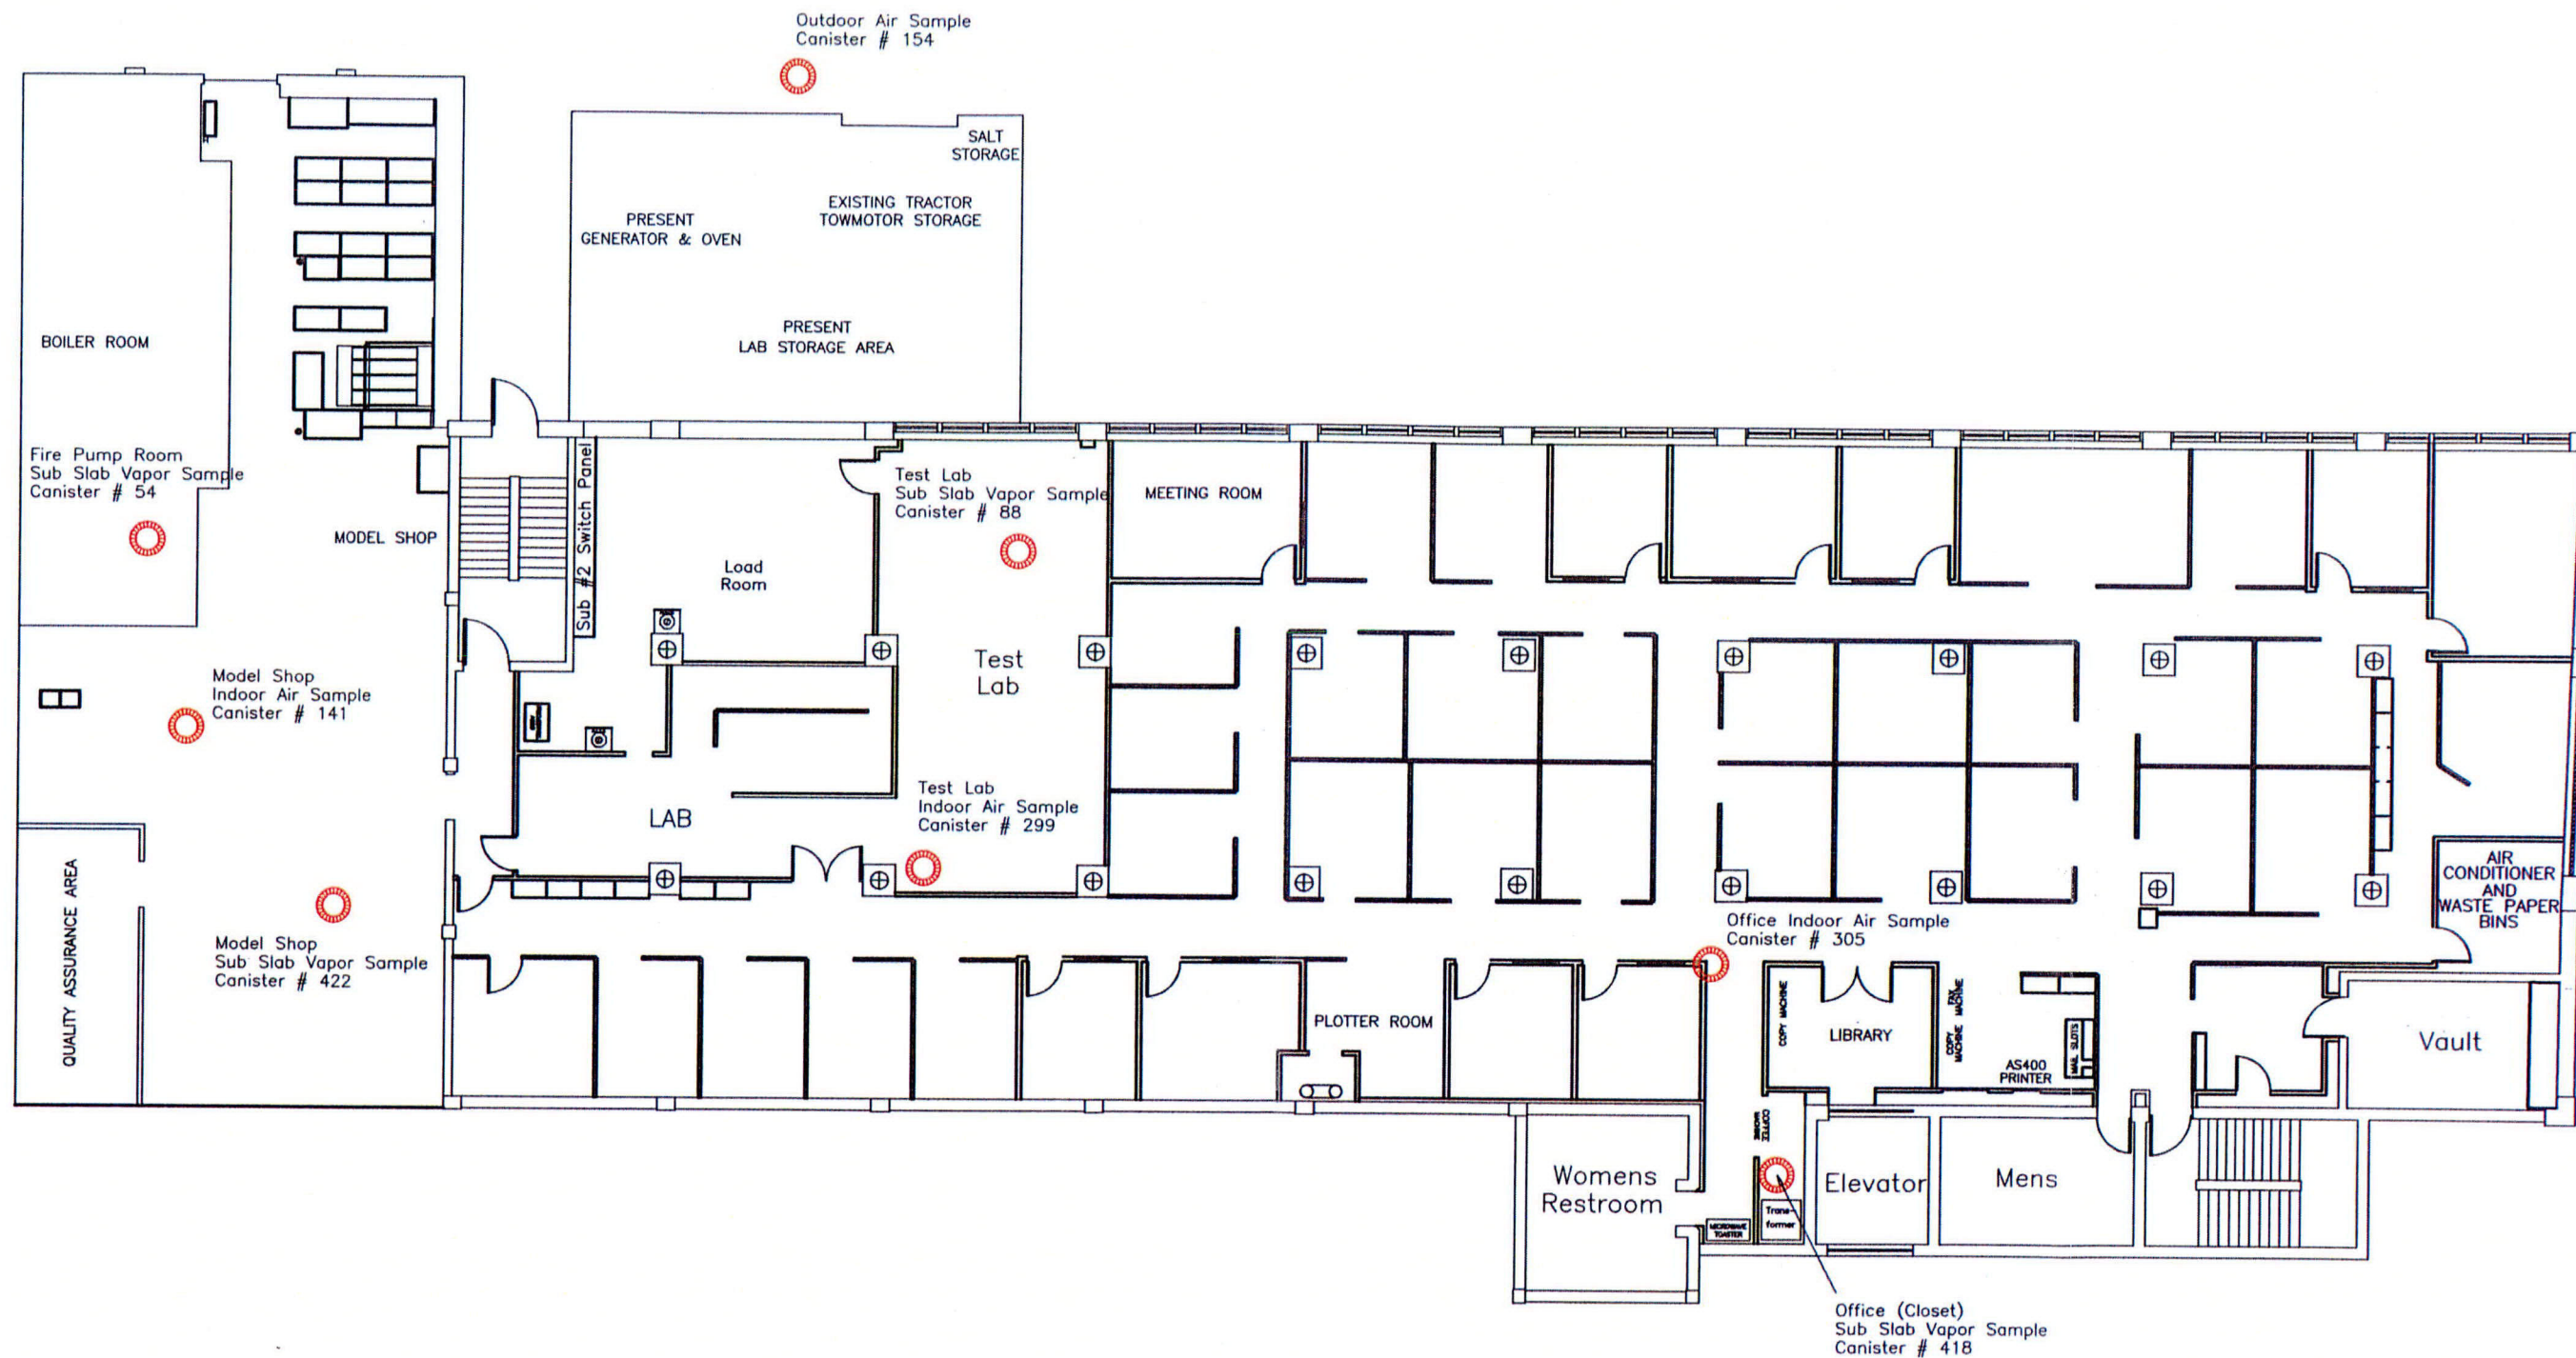 Outdoor Air Sample
Canister # 154
SALT
STORAGE
EXISTING TRACTOR
TOWMOTOR STORAGE
PRESENT
GENERATOR & OVEN
PRESENT
LAB STORAGE AREA
BOILER ROOM
Fire Pump Room
Sub Slab Vapor Sample
Canister # 54
MODEL SHOP
Sub #2 Switch Panel
Load
Room
Test Lab
Sub Slab Vapor Sample
Canister # 88
MEETING ROOM
Test
Lab
Model Shop
Indoor Air Sample
Canister # 141
Test Lab
Indoor Air Sample
Canister # 299
LAB
QUALITY ASSURANCE AREA
Model Shop
Sub Slab Vapor Sample
Canister # 422
Office Indoor Air Sample
Canister # 305
AIR
CONDITIONER
AND
WASTE PAPER
BINS
PLOTTER ROOM
COPY MACHINE
LIBRARY
COPY
MACHINE
FAX
MACHINE
AS400
PRINTER
MAIL SLOTS
Vault
COFFEE
Womens
Restroom
MICROWAVE
TOASTER
Trans-
former
Elevator
Mens
Office (Closet)
Sub Slab Vapor Sample
Canister # 418